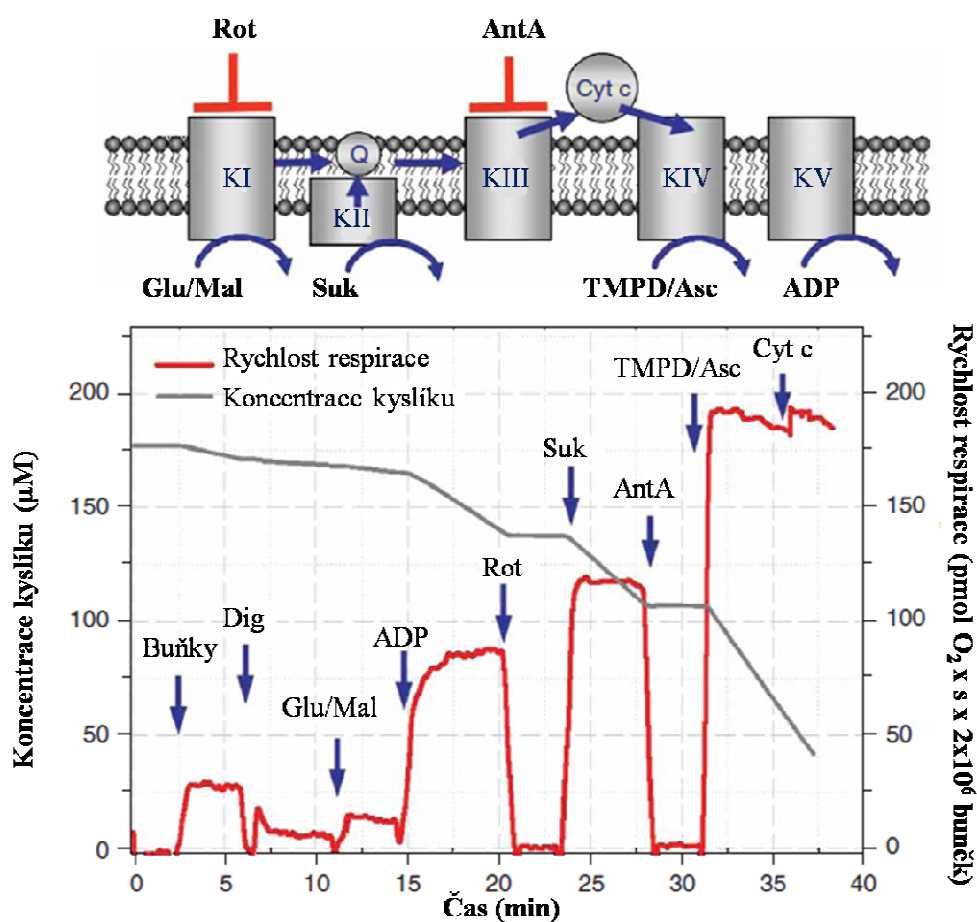 Rot
AntA
Cyt c
Q
KI
KII
KIII
KIV
KV
Glu/Mal
Suk
TMPD/Asc
ADP
Rychlost respirace
Koncentrace kyslíku
TMPD/Asc
Cyt c
Suk
AntA
Rot
ADP
Dig
Buňky
Glu/Mal
200
150
100
50
0
200
150
100
50
0
0
5
10
15
20
25
30
35
40
Čas (min)
Koncentrace kyslíku (µM)
Rychlost respirace (pmol O₂ x s x 2x10⁶ buněk)